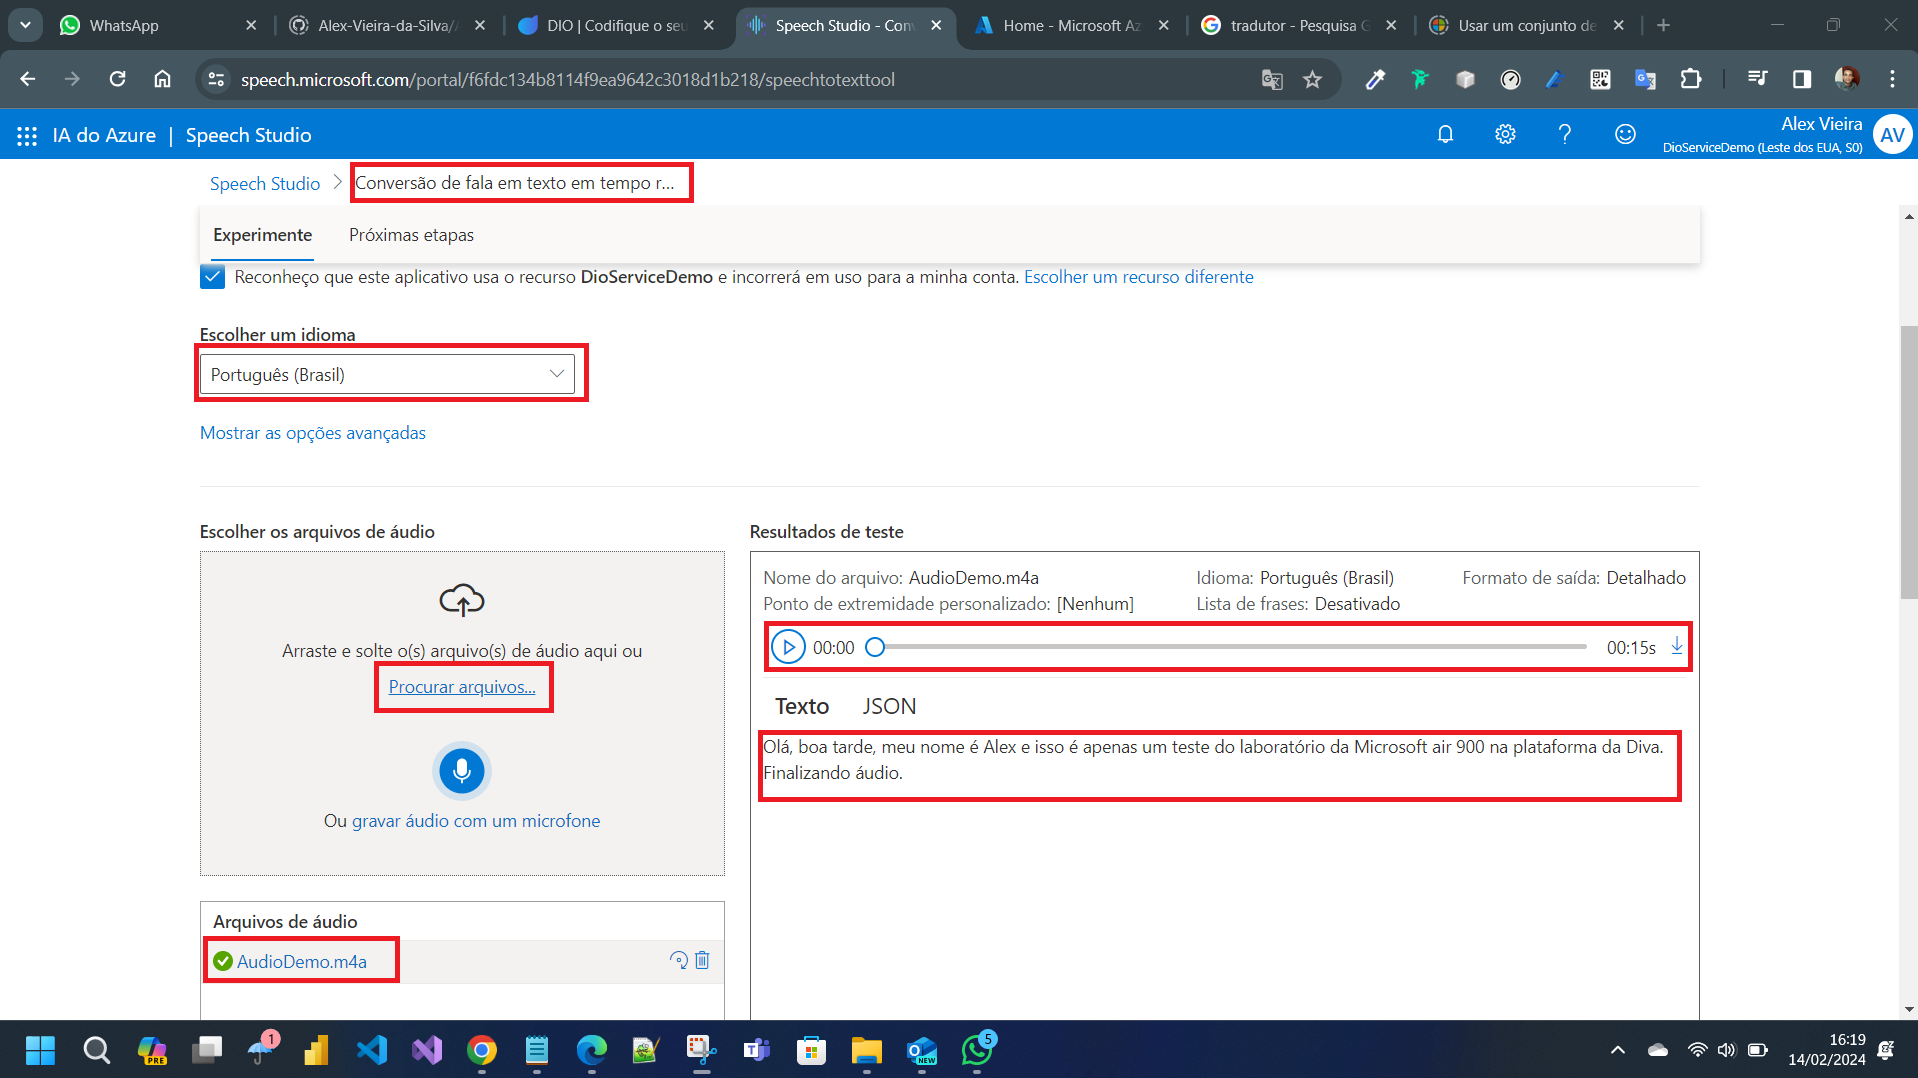 WhatsApp
Alex-Vieira-da-Silva/
DIO | Codifique o seu
Speech Studio - Con
Home - Microsoft Az
tradutor - Pesquisa G
Usar um conjunto de
speech.microsoft.com/portal/f6fdc134b8114f9ea9642c3018d1b218/speechtotexttool
IA do Azure | Speech Studio
Alex Vieira
DioServiceDemo (Leste dos EUA, S0)
AV
Speech Studio > Conversão de fala em texto em tempo r...
Experimente Próximas etapas
Reconheço que este aplicativo usa o recurso DioServiceDemo e incorrerá em uso para a minha conta. Escolher um recurso diferente
Escolher um idioma
Português (Brasil)
Mostrar as opções avançadas
Escolher os arquivos de áudio
Arraste e solte o(s) arquivo(s) de áudio aqui ou
Procurar arquivos...
Ou gravar áudio com um microfone
Arquivos de áudio
AudioDemo.m4a
Resultados de teste
Nome do arquivo: AudioDemo.m4a Idioma: Português (Brasil) Formato de saída: Detalhado
Ponto de extremidade personalizado: [Nenhum] Lista de frases: Desativado
00:00 00:15s
Texto JSON
Olá, boa tarde, meu nome é Alex e isso é apenas um teste do laboratório da Microsoft air 900 na plataforma da Diva.
Finalizando áudio.
PRE
1
NEW
5
16:19
14/02/2024